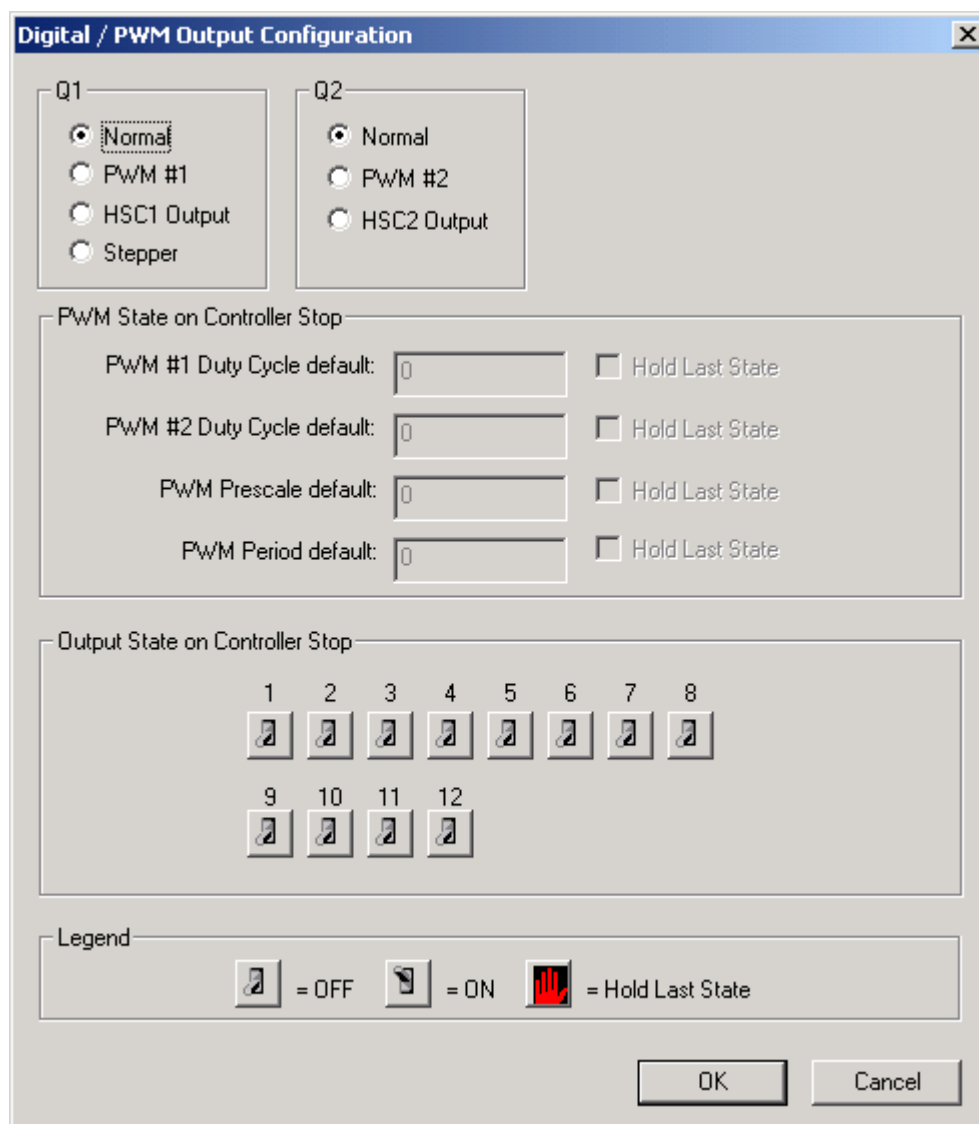 Digital / PWM Output Configuration
Q1
Normal
PWM #1
HSC1 Output
Stepper
Q2
Normal
PWM #2
HSC2 Output
PWM State on Controller Stop
PWM #1 Duty Cycle default: 0 Hold Last State
PWM #2 Duty Cycle default: 0 Hold Last State
PWM Prescale default: 0 Hold Last State
PWM Period default: 0 Hold Last State
Output State on Controller Stop
1 2 3 4 5 6 7 8
9 10 11 12
Legend
= OFF = ON = Hold Last State
OK Cancel